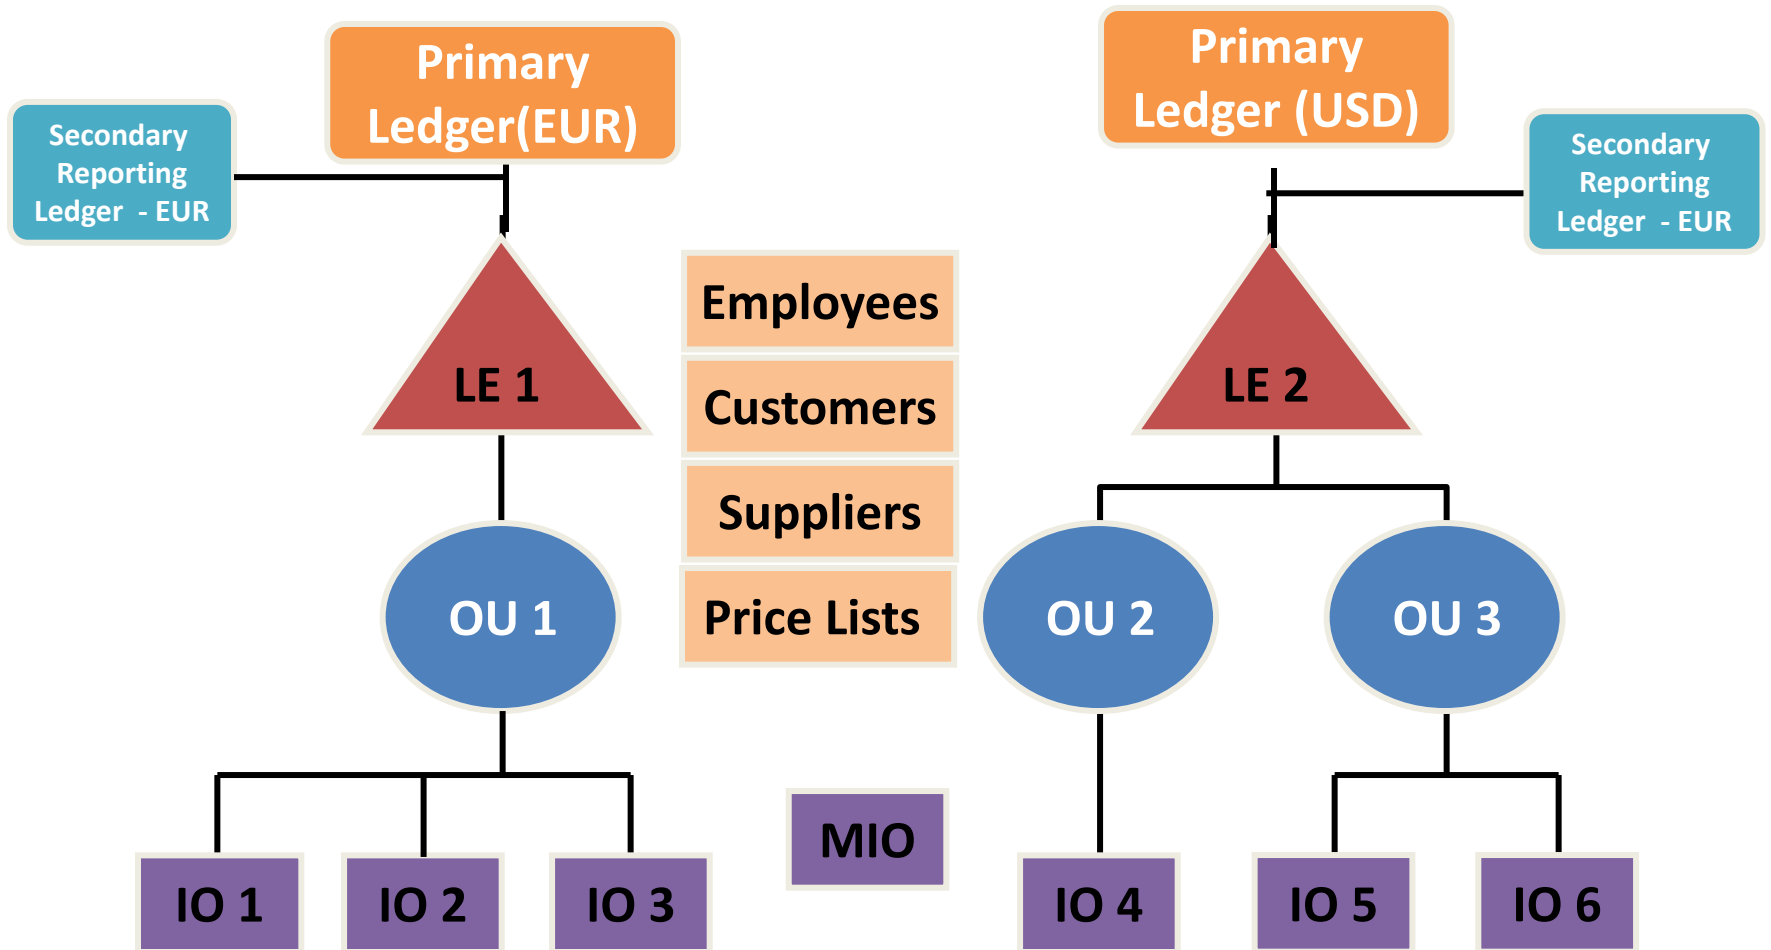 Primary
Ledger(EUR)
Primary
Ledger (USD)
Secondary
Reporting
Ledger - EUR
Secondary
Reporting
Ledger - EUR
Employees
LE 1
LE 2
Customers
Suppliers
Price Lists
OU 1
OU 2
OU 3
MIO
IO 1
IO 2
IO 3
IO 4
IO 5
IO 6